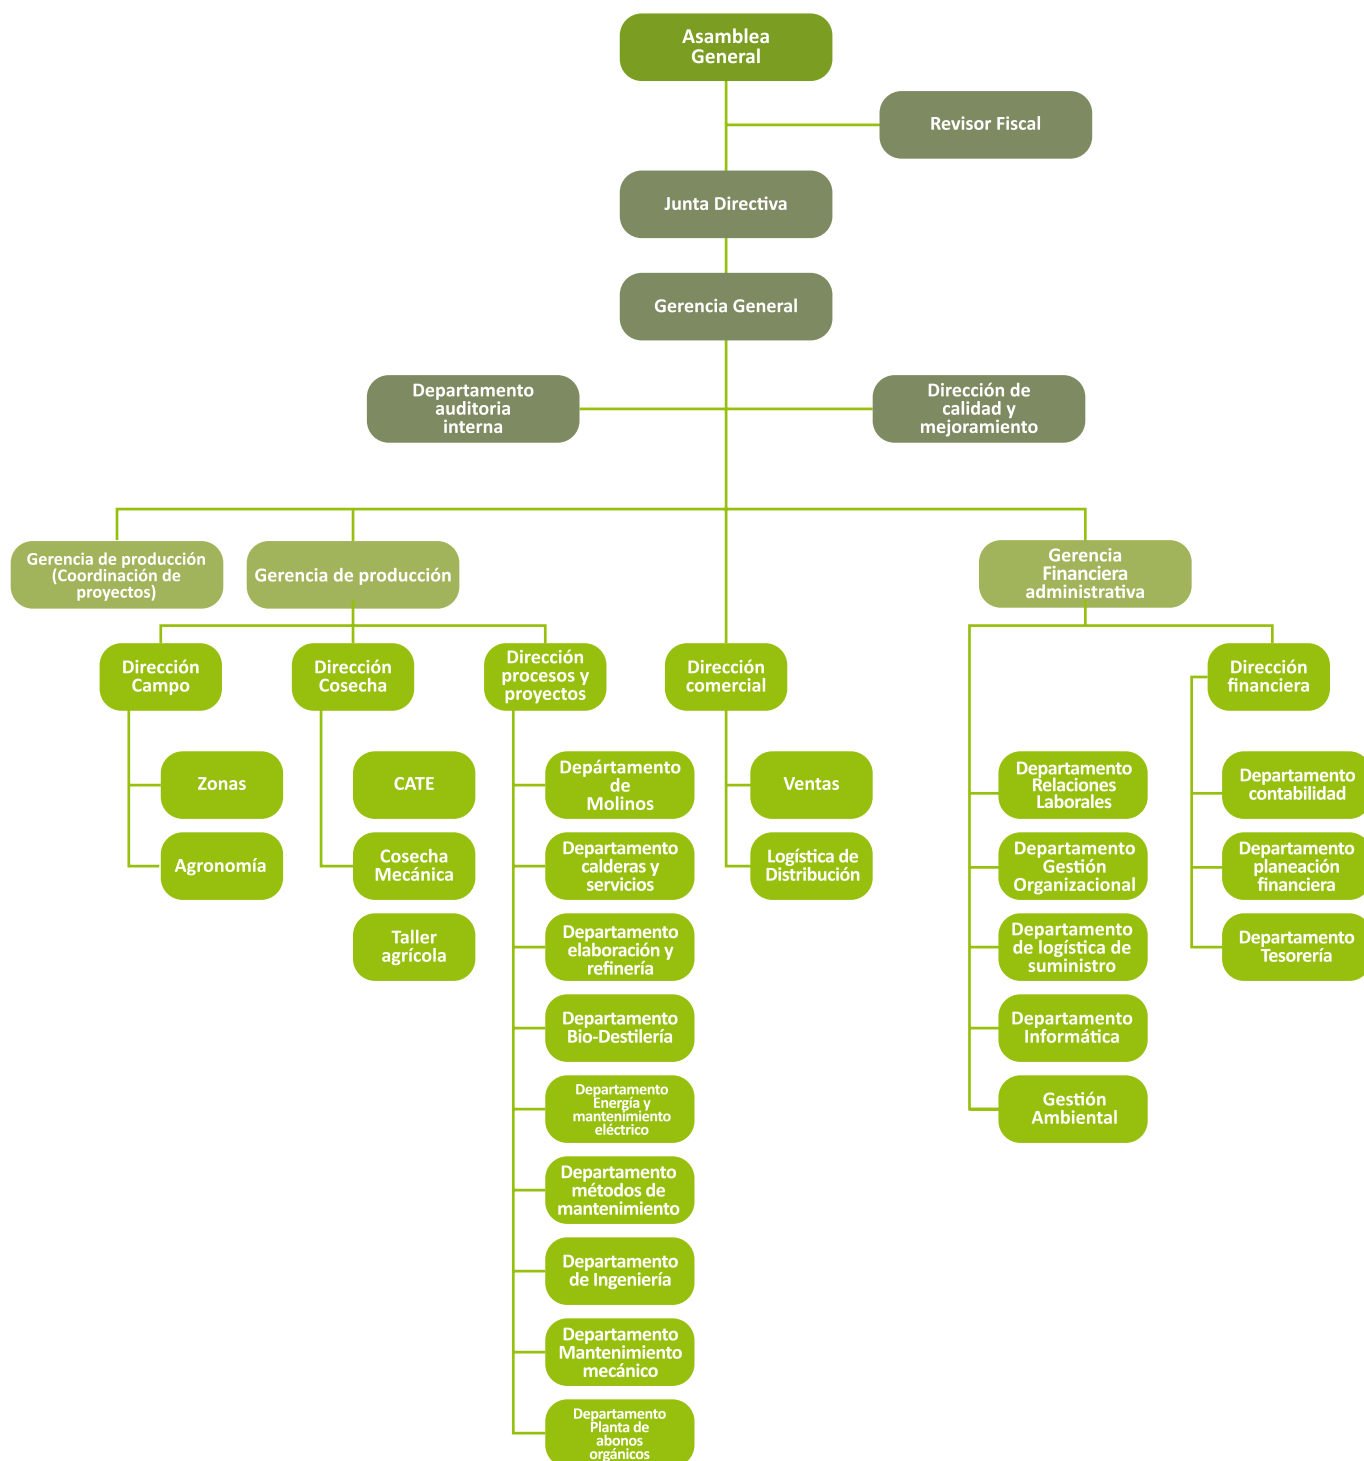 Asamblea
General
Revisor Fiscal
Junta Directiva
Gerencia General
Departamento
auditoria
interna
Dirección de
calidad y
mejoramiento
Gerencia de producción
(Coordinación de
proyectos)
Gerencia de producción
Gerencia
Financiera
administrativa
Dirección
Campo
Dirección
Cosecha
Dirección
procesos y
proyectos
Dirección
comercial
Dirección
financiera
Zonas
Agronomía
CATE
Cosecha
Mecánica
Taller
agrícola
Depártamento
de
Molinos
Departamento
calderas y
servicios
Departamento
elaboración y
refinería
Departamento
Bio-Destilería
Departamento
Energía y
mantenimiento
eléctrico
Departamento
métodos de
mantenimiento
Departamento
de Ingeniería
Departamento
Mantenimiento
mecánico
Departamento
Planta de
abonos
orgánicos
Ventas
Logística de
Distribución
Departamento
Relaciones
Laborales
Departamento
Gestión
Organizacional
Departamento
de logística de
suministro
Departamento
Informática
Gestión
Ambiental
Departamento
contabilidad
Departamento
planeación
financiera
Departamento
Tesorería